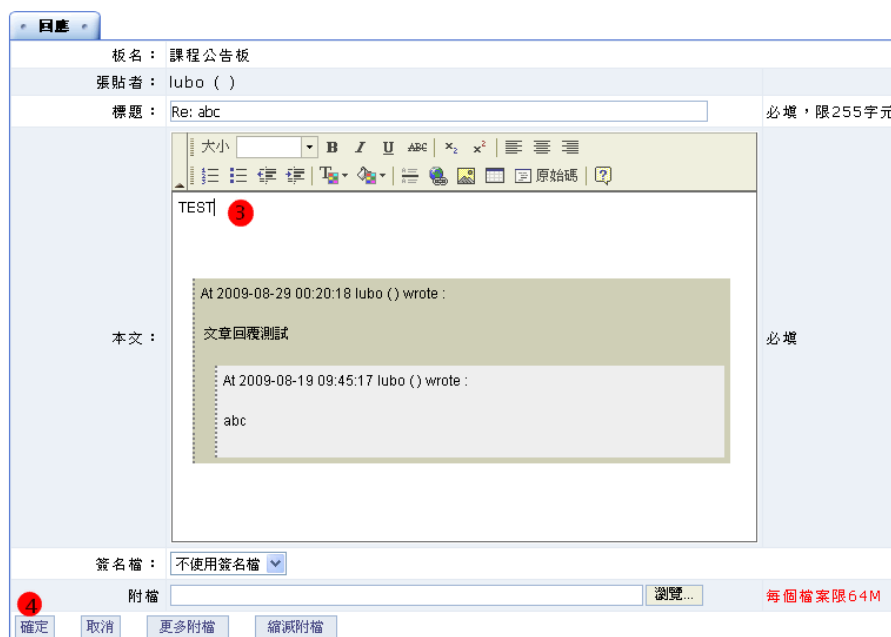 回應
板名： 課程公告板
張貼者： lubo ( )
標題： Re: abc 必填，限255字元
大小 B I U ABC ×₂ ×²
原始碼
TEST 3
At 2009-08-29 00:20:18 lubo ( ) wrote :
文章回覆測試
本文： 必填
At 2009-08-19 09:45:17 lubo ( ) wrote :
abc
簽名檔： 不使用簽名檔
附檔 瀏覽... 每個檔案限64M
4
確定 取消 更多附檔 縮減附檔